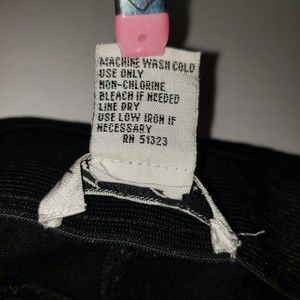 MACHINE WASH COLD
USE ONLY
NON-CHLORINE
BLEACH IF NEEDED
LINE DRY
USE LOW IRON IF
NECESSARY
RN 51323